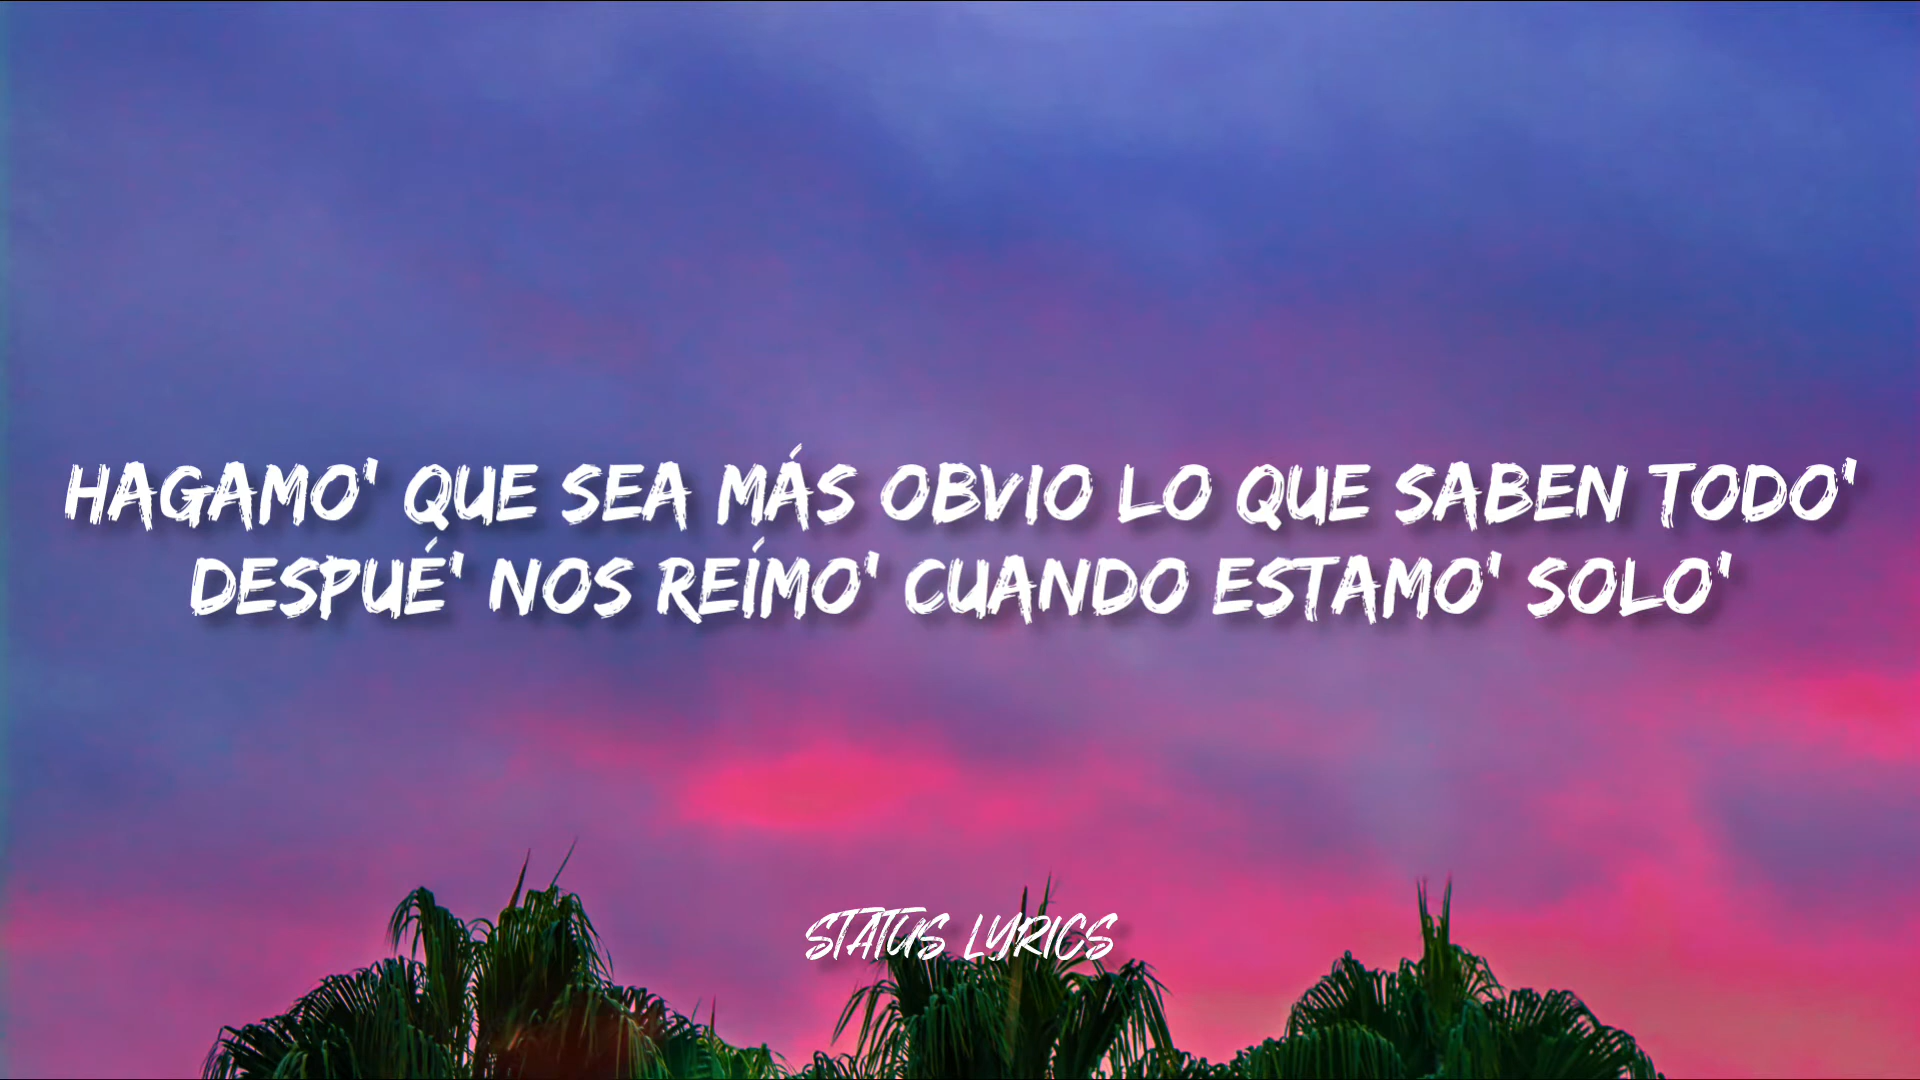 HAGAMO' QUE SEA MÁS OBVIO LO QUE SABEN TODO'
DESPUÉ' NOS REÍMO' CUANDO ESTAMO' SOLO'
STATUS LYRICS